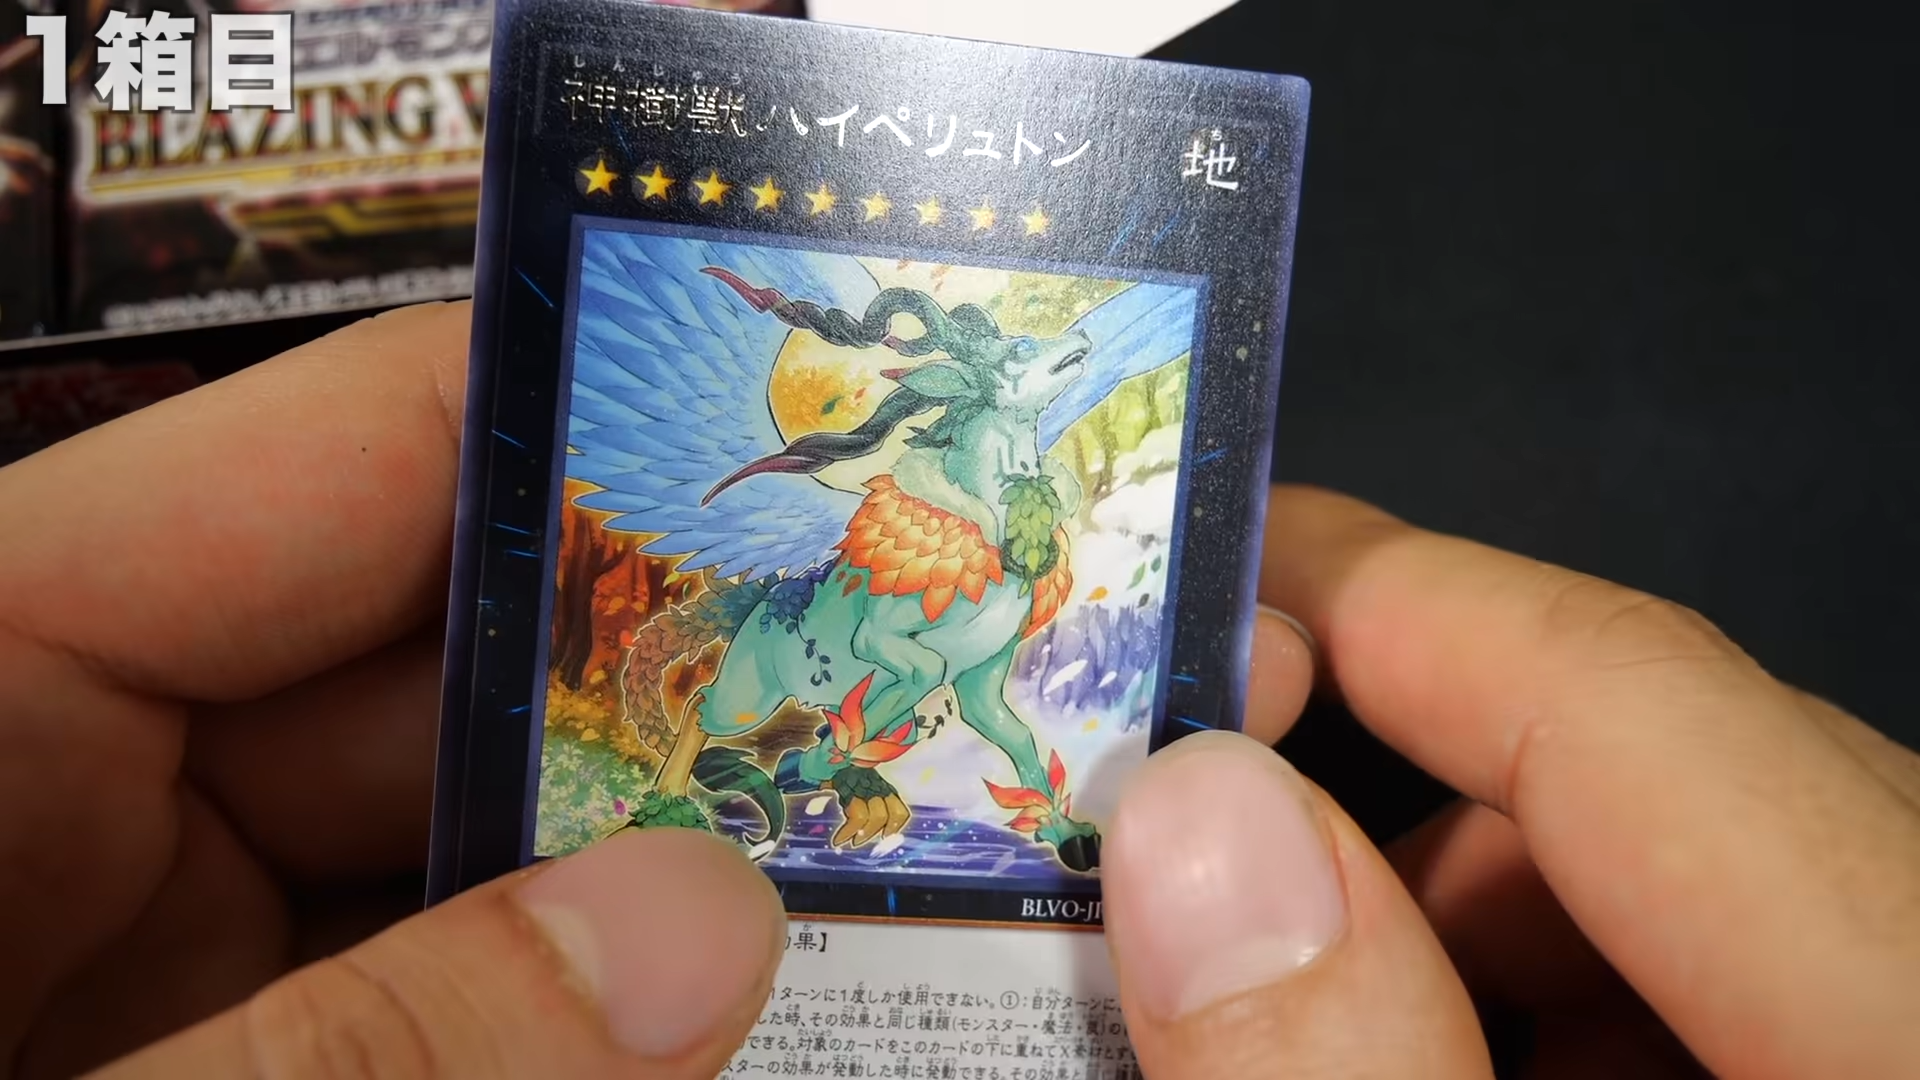 1箱目
BLAZING V
しんじゅじゅう
神樹獣ハイペリュトン
ち
地
BLVO-J
果】
1ターンに1度しか使用できない。①:自分ターンに、
した時、その効果と同じ種類(モンスター・魔法・罠)の
できる。対象のカードをこのカードの下に重ねてX素材とす
スターの効果が発動した時に発動できる。その効果と